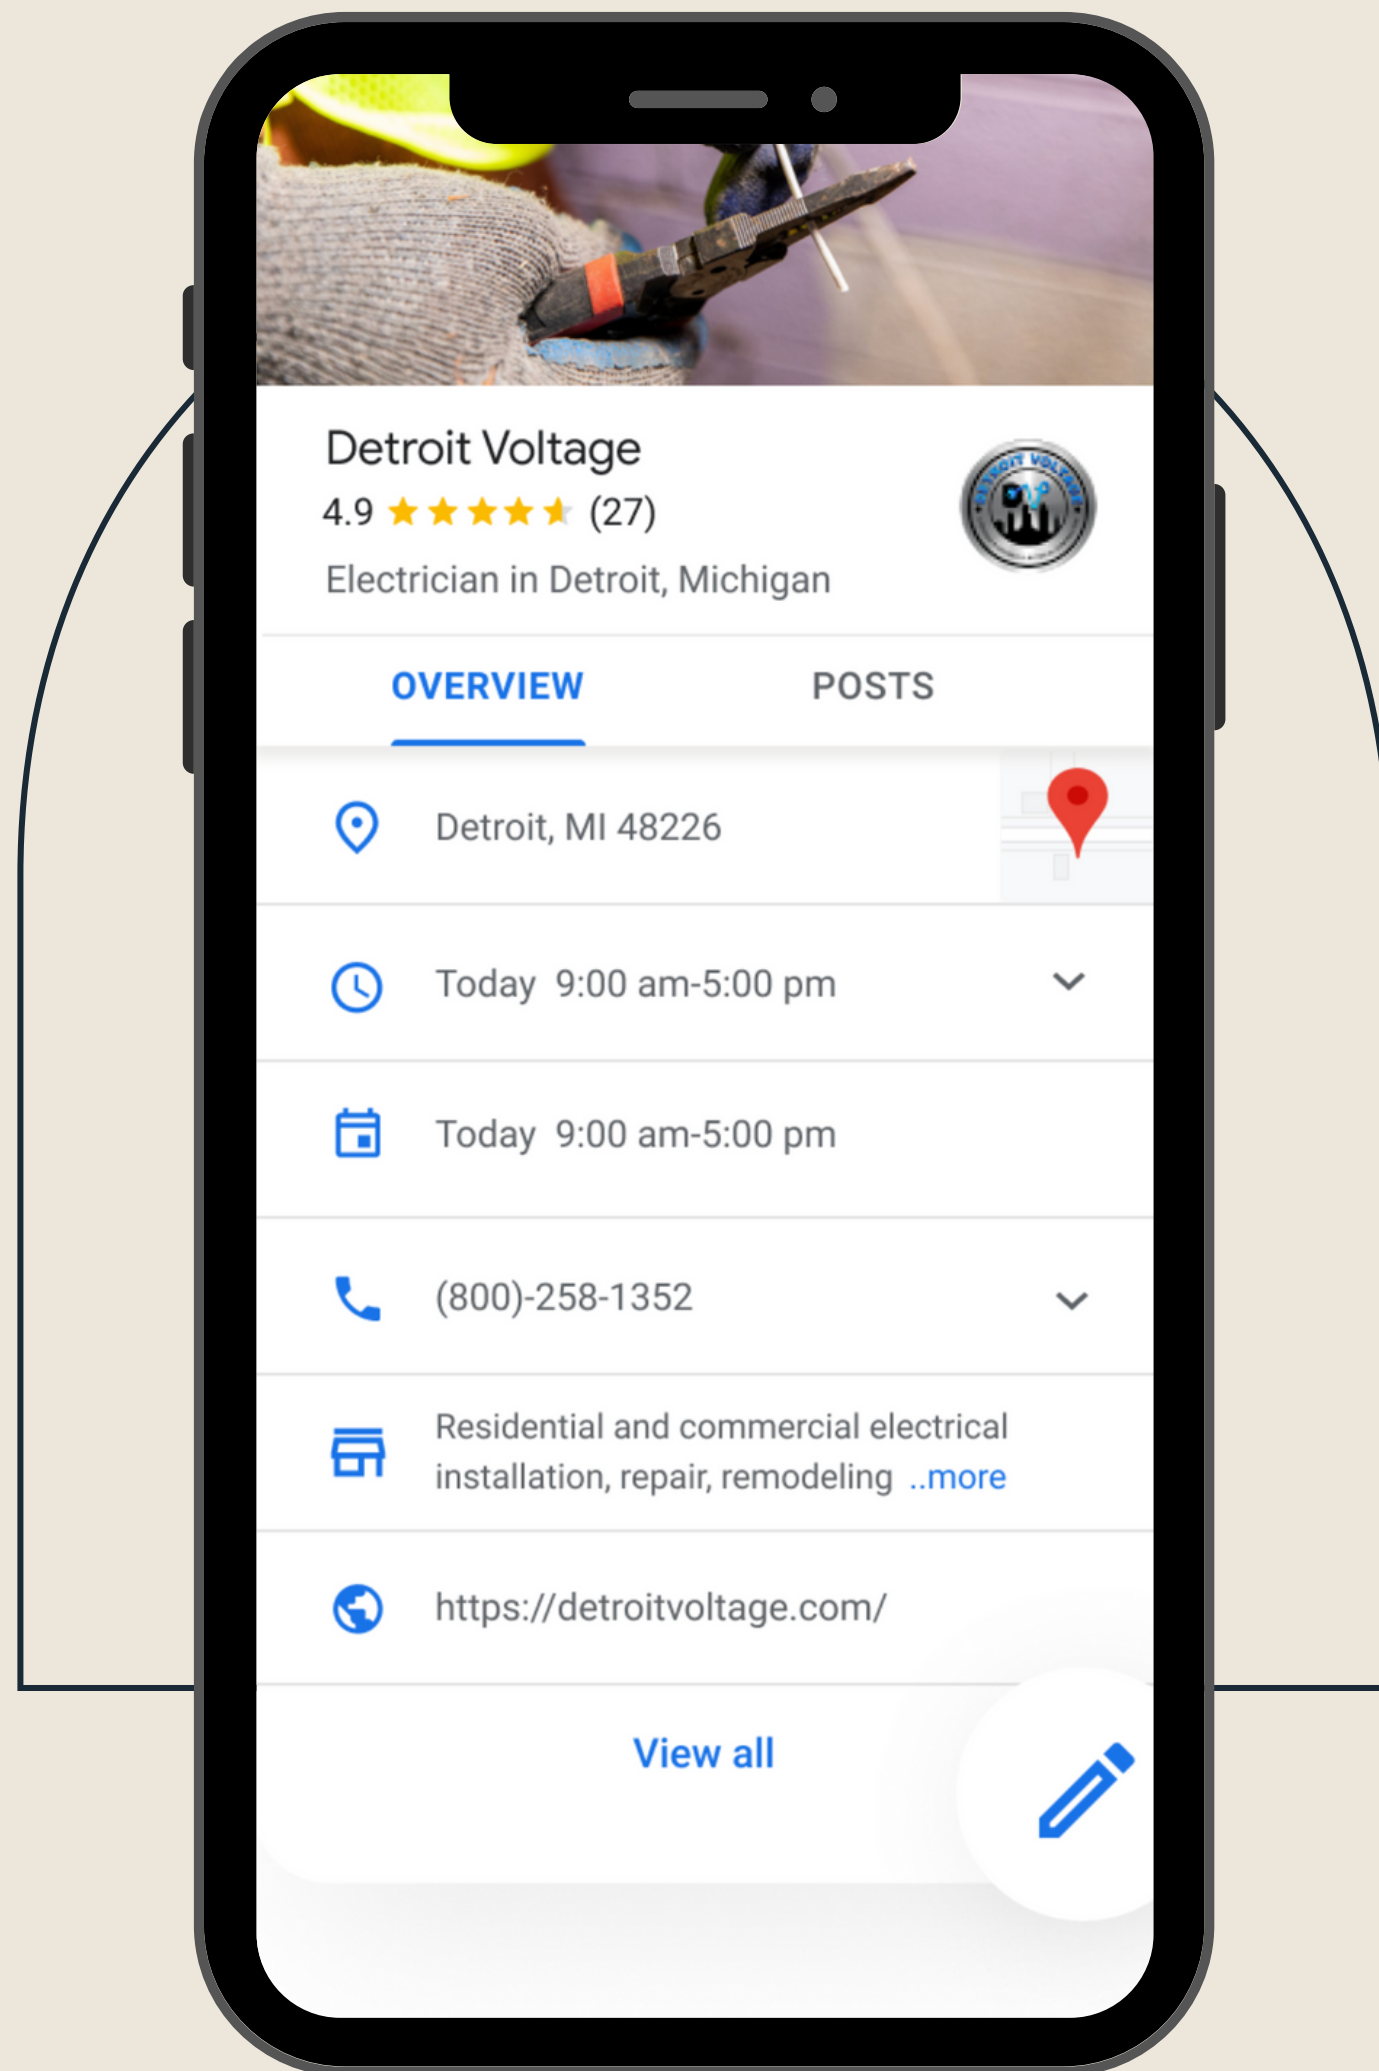 Detroit Voltage
4.9 (27)
DETROIT VOLTAGE
Electrician in Detroit, Michigan
OVERVIEW POSTS
Detroit, MI 48226
Today 9:00 am-5:00 pm
Today 9:00 am-5:00 pm
(800)-258-1352
Residential and commercial electrical
installation, repair, remodeling ..more
https://detroitvoltage.com/
View all